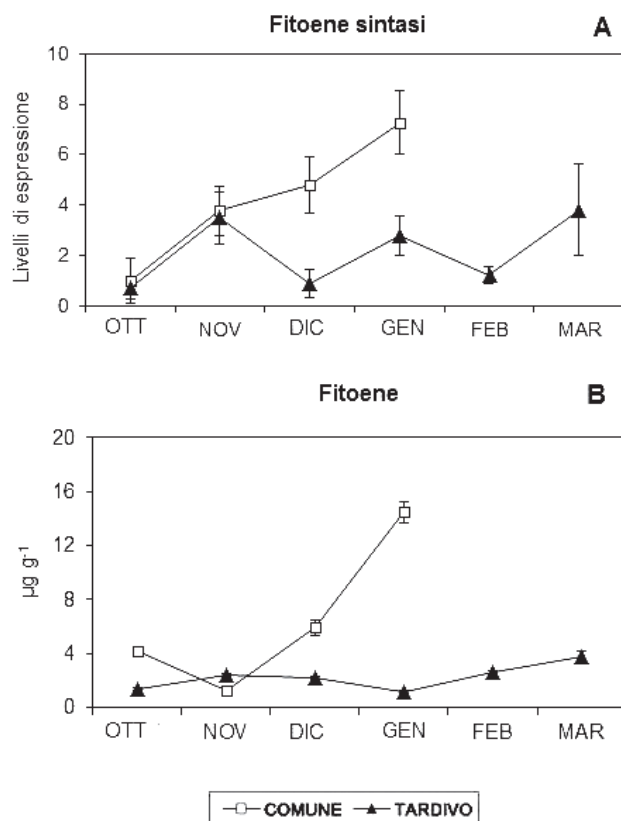 Fitoene sintasi
A
10
8
6
4
2
0
Livelli di espressione
OTT NOV DIC GEN FEB MAR
Fitoene
B
20
16
12
8
4
0
µg g-1
OTT NOV DIC GEN FEB MAR
COMUNE TARDIVO